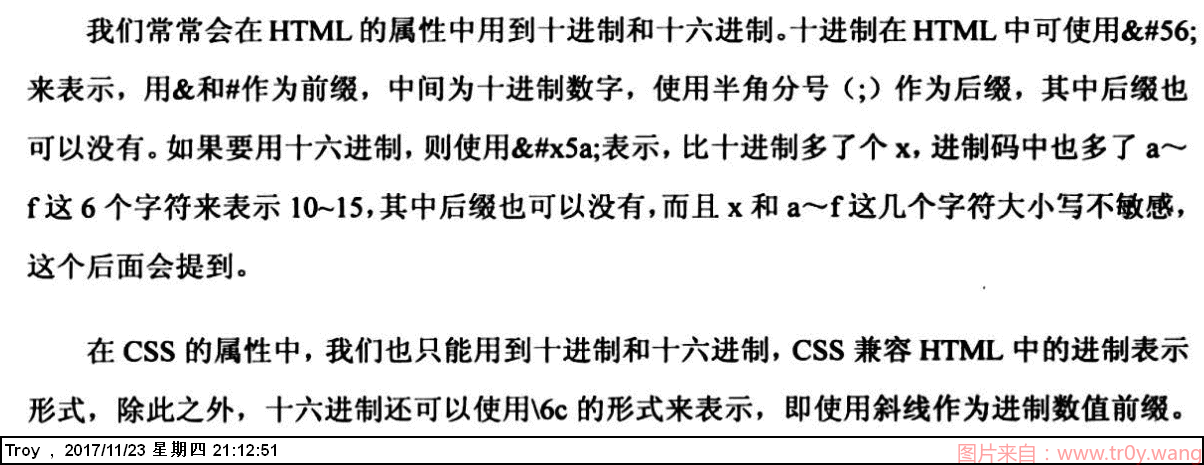 我们常常会在 HTML 的属性中用到十进制和十六进制。十进制在 HTML 中可使用&#56;
来表示，用&和#作为前缀，中间为十进制数字，使用半角分号（;）作为后缀，其中后缀也
可以没有。如果要用十六进制，则使用&#x5a;表示，比十进制多了个 x，进制码中也多了 a～
f 这 6 个字符来表示 10~15，其中后缀也可以没有，而且 x 和 a～f 这几个字符大小写不敏感，
这个后面会提到。
在 CSS 的属性中，我们也只能用到十进制和十六进制，CSS 兼容 HTML 中的进制表示
形式，除此之外，十六进制还可以使用\6c 的形式来表示，即使用斜线作为进制数值前缀。
Troy , 2017/11/23 星期四 21:12:51
图片来自：www.tr0y.wang